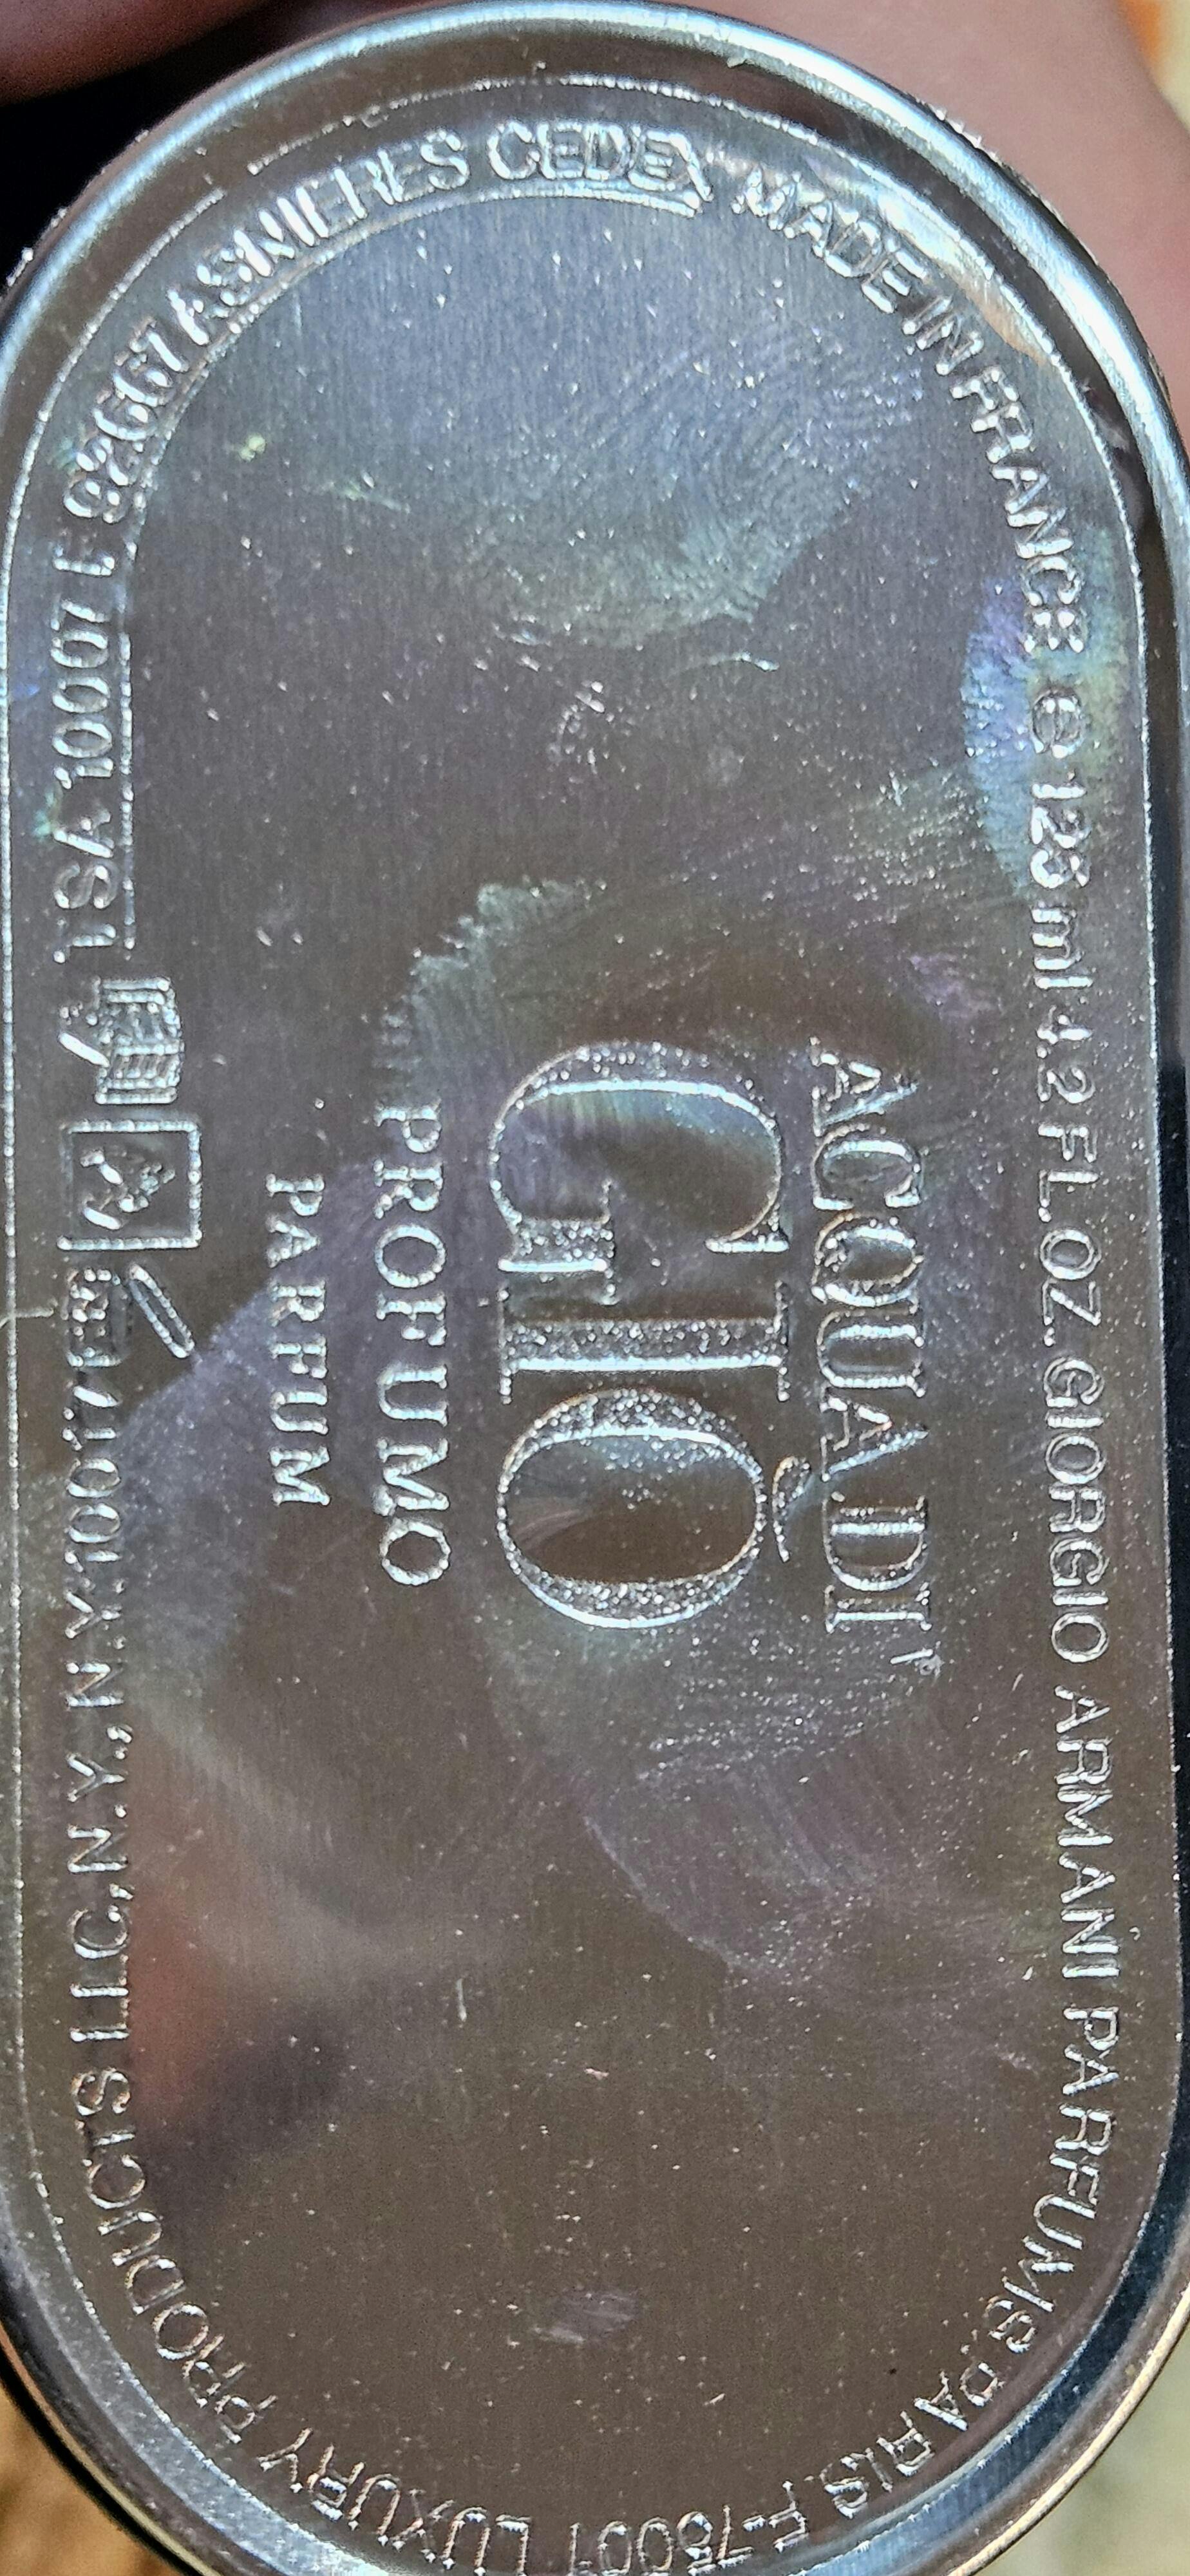 ACQUA DI
GIÒ
PROFUMO
PARFUM
MADE IN FRANCE e 125 ml 4.2 FL. OZ. GIORGIO ARMANI PARFUMS. PARIS. F-75001 LUXURY PRODUCTS LLC, N.Y., N.Y. 10017 92667 ASNIERES CEDEX